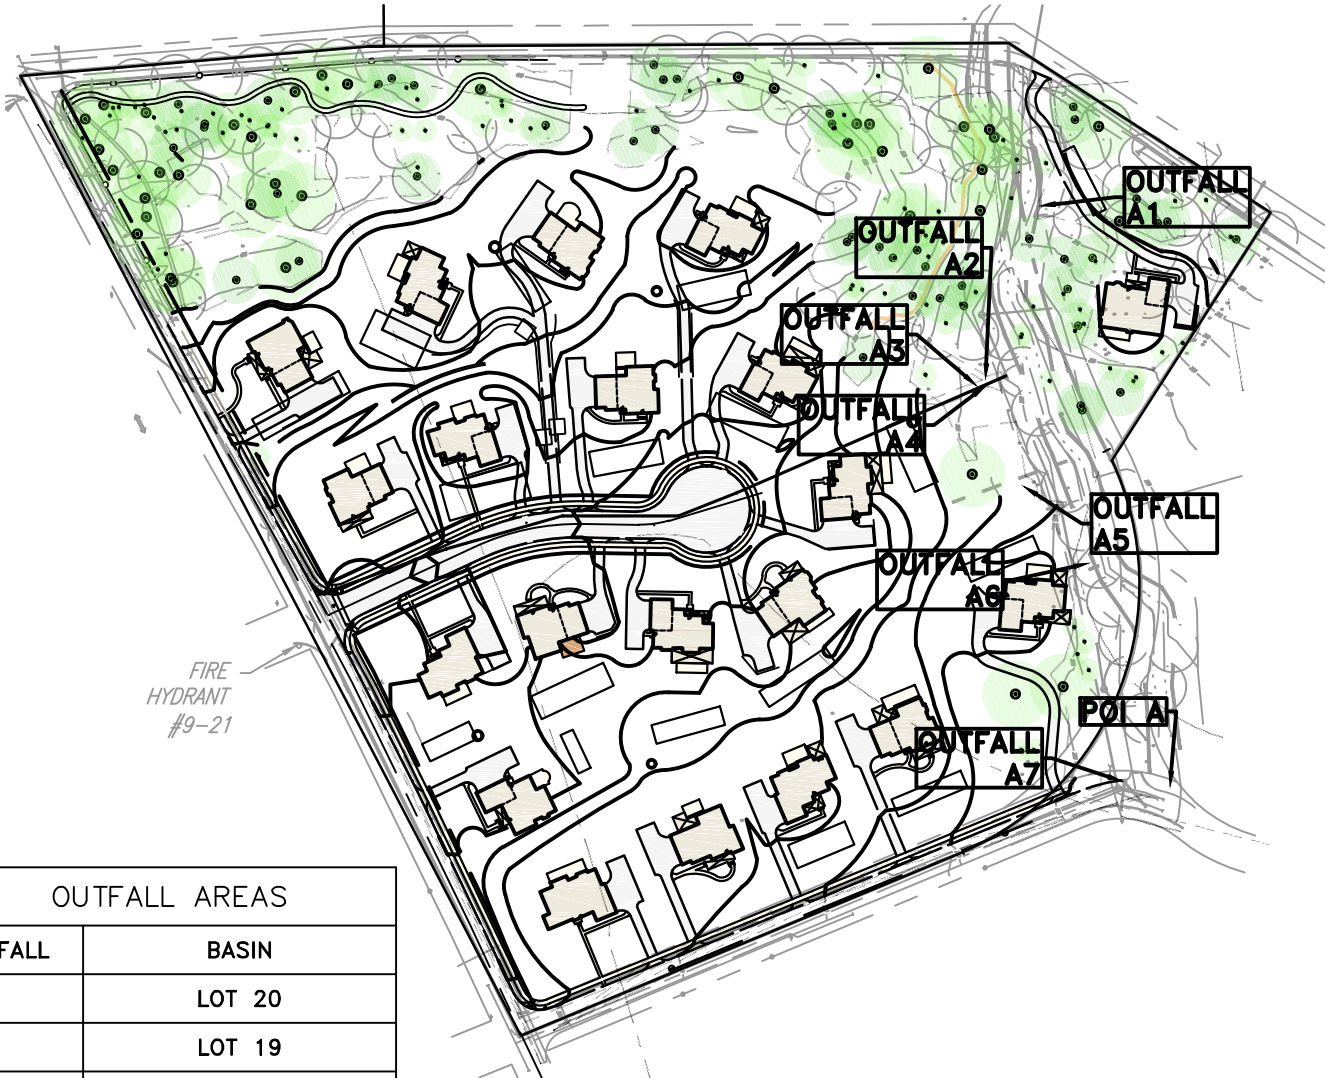 OUTFALL
A1
OUTFALL
A2
OUTFALL
A3
OUTFALL
A4
OUTFALL
A5
OUTFALL
A6
FIRE
HYDRANT
#9-21
POI A
OUTFALL
A7
OUTFALL AREAS
FALL BASIN
LOT 20
LOT 19